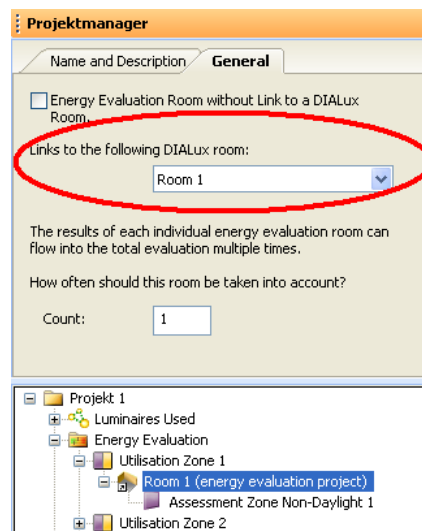 Projektmanager
Name and Description
General
Energy Evaluation Room without Link to a DIALux
Room.
Links to the following DIALux room:
Room 1
The results of each individual energy evaluation room can
flow into the total evaluation multiple times.
How often should this room be taken into account?
Count:
1
Projekt 1
Luminaires Used
Energy Evaluation
Utilisation Zone 1
Room 1 (energy evaluation project)
Assessment Zone Non-Daylight 1
Utilisation Zone 2